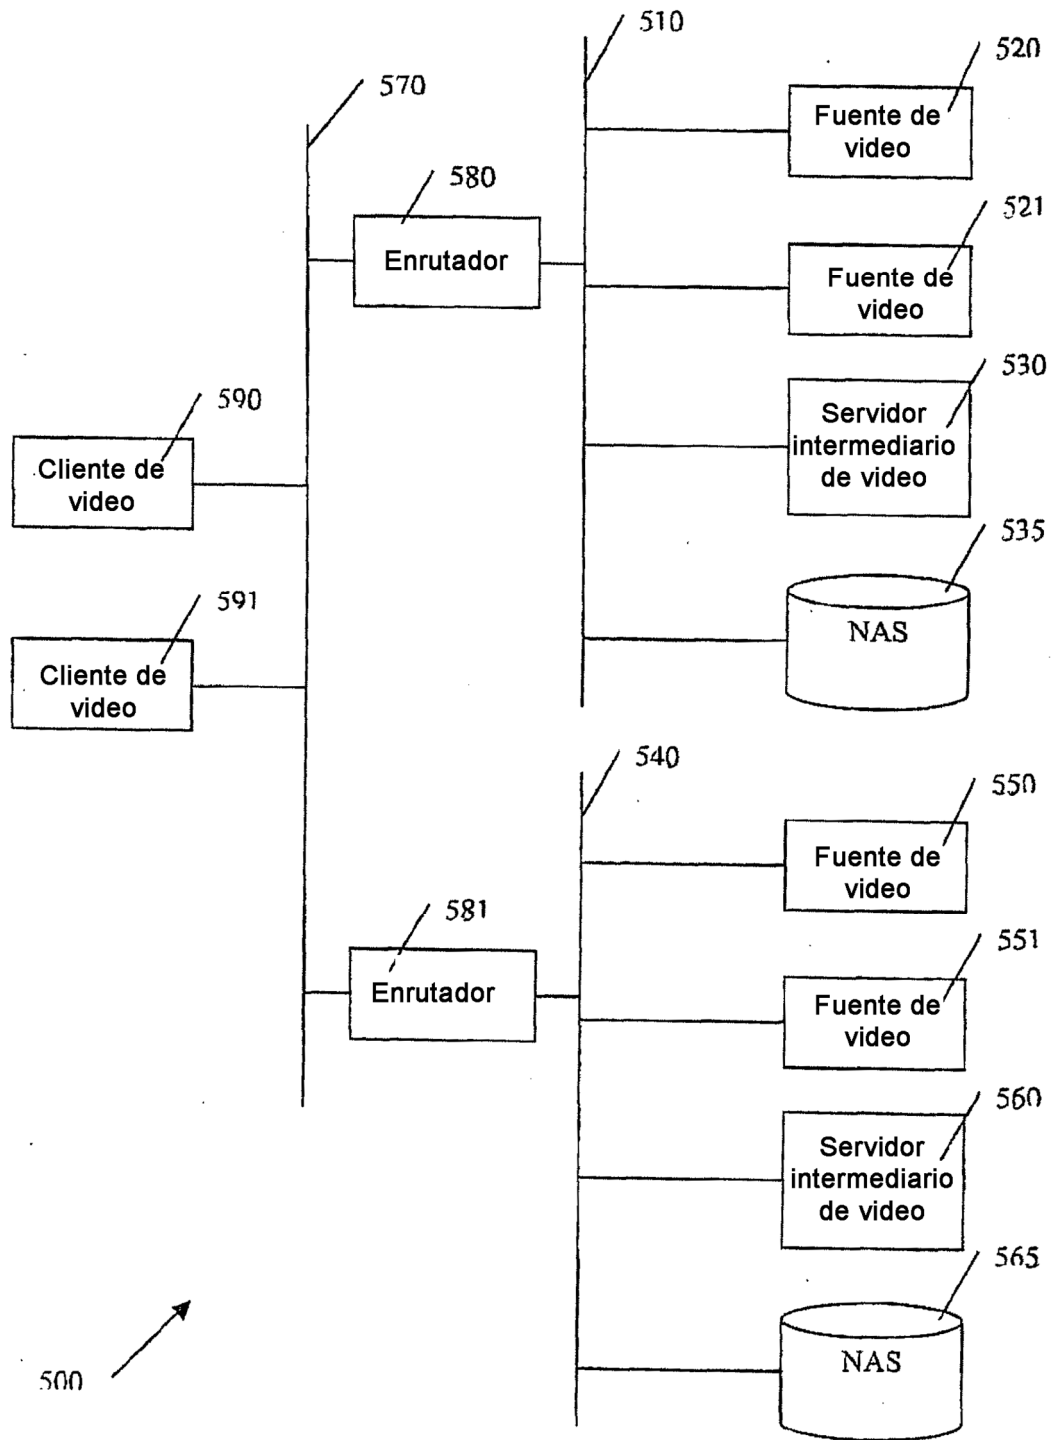 510
520
Fuente de
video
570
580
Enrutador
521
Fuente de
video
530
Servidor
intermediario
de video
590
Cliente de
video
535
NAS
591
Cliente de
video
540
550
Fuente de
video
581
Enrutador
551
Fuente de
video
560
Servidor
intermediario
de video
565
NAS
500